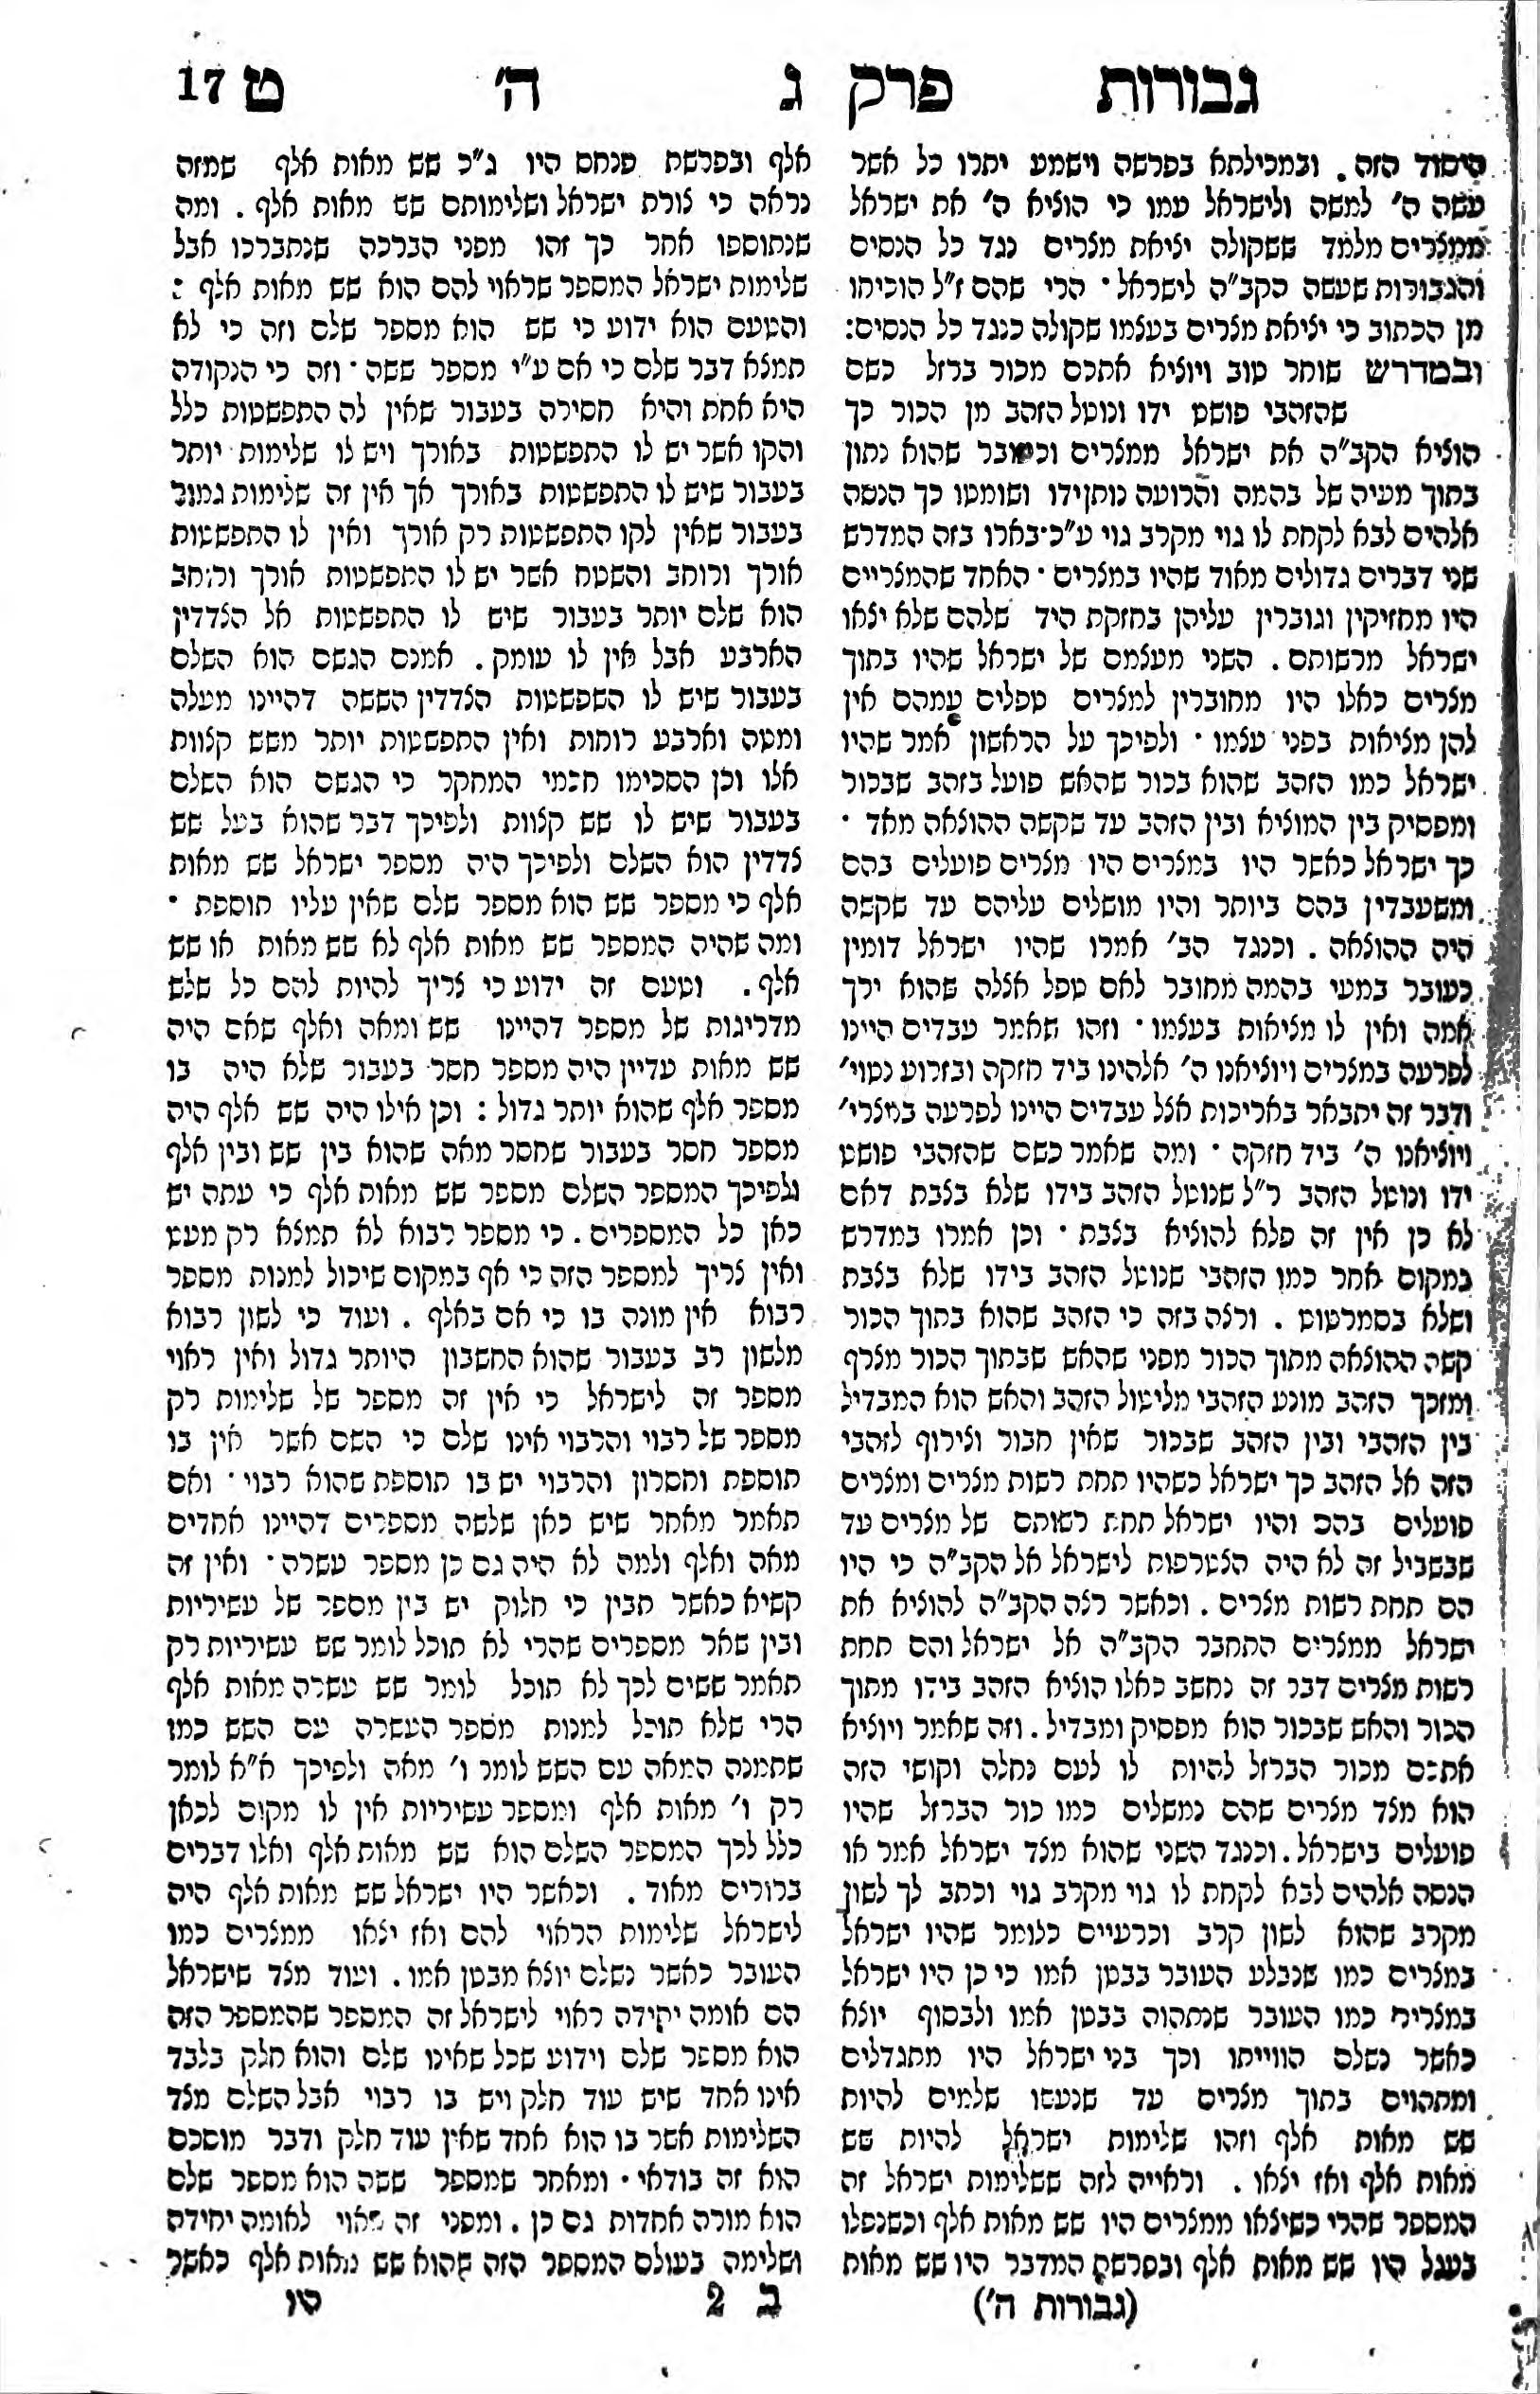 גבורות פרק ג ה' ט 17
היסוד הזה. ובמכילתא בפרשה וישמע יתרו כל אשר
עשה ה' למשה ולישראל עמו כי הוציא ה' את ישראל
ממצרים מלמד ששקולה יציאת מצרים כנגד כל הנסים
והגבורות שעשה הקב"ה לישראל · הרי שהם ז"ל הוכיחו
מן הכתוב כי יציאת מצרים בעצמו שקולה כנגד כל הנסים:
ובמדרש שוחר טוב ויוציא אתכם מכור ברזל כשם
שהזהבי פושט ידו ונוטל הזהב מן הכור כך
הוציא הקב"ה את ישראל ממצרים וכעובר שהוא נתון
בתוך מעיה של בהמה והרועה נותן ידו ושומטו כך הנסה
אלהים לבא לקחת לו גוי מקרב גוי ע"כ · בארו בזה המדרש
שני דברים גדולים מאוד שהיו במצרים · האחד שהמצריים
היו מחזיקין וגוברין עליהן בחזקת היד שלהם שלא יצאו
ישראל מרשותם. השני מעצמם של ישראל שהיו בתוך
מצרים כאלו היו מחוברין למצרים טפלים עמהם אין
להן מציאות בפני עצמו · ולפיכך על הראשון אמר שהיו
ישראל כמו הזהב שהוא בכור שהאש פועל בזהב שבכור
ומפסיק בין המוציא ובין הזהב עד שקשה ההוצאה מאד ·
כך ישראל כאשר היו במצרים היו מצרים פועלים בהם
ומשעבדין בהם ביותר והיו מושלים עליהם עד שקשה
היה ההוצאה. וכנגד הב' אמרו שהיו ישראל דומין
כעובר במעי בהמה מחובר לאם טפל אצלה שהוא ירך
אמה ואין לו מציאות בעצמו · וזהו שאמר עבדים היינו
לפרעה במצרים ויוציאנו ה' אלהינו ביד חזקה ובזרוע נטוי'
ודבר זה יתבאר באריכות אצל עבדים היינו לפרעה במצרי'
ויוציאנו ה' ביד חזקה · ומה שאמר כשם שהזהבי פושט
ידו ונוטל הזהב ר"ל שנוטל הזהב בידו שלא בצבת דאם
לא כן אין זה פלא להוציא בצבת · וכן אמרו במדרש
במקום אחר כמו הזהבי שנוטל הזהב בידו שלא בצבת
ושלא בסמרטוט. ורצה בזה כי הזהב שהוא בתוך הכור
קשה ההוצאה מתוך הכור מפני שהאש שבתוך הכור מצרף
ומזכך הזהב מונע הזהבי מליטול הזהב והאש הוא המבדיל
בין הזהבי ובין הזהב שבכור שאין חבור וצירוף לזהבי
הזה אל הזהב כך ישראל כשהיו תחת רשות מצרים ומצרים
פועלים בהם והיו ישראל תחת רשותם של מצרים עד
שבשביל זה לא היה הצטרפות לישראל אל הקב"ה כי היו
הם תחת רשות מצרים. וכאשר רצה הקב"ה להוציא את
ישראל ממצרים התחבר הקב"ה אל ישראל והם תחת
רשות מצרים דבר זה נחשב כאלו הוציא הזהב בידו מתוך
הכור והאש שבכור הוא מפסיק ומבדיל. וזה שאמר ויוציא
אתכם מכור הברזל להיות לו לעם נחלה וקושי הזה
הוא מצד מצרים שהם נמשלים כמו כור הברזל שהיו
פועלים בישראל. וכנגד השני שהוא מצד ישראל אמר או
הנסה אלהים לבא לקחת לו גוי מקרב גוי וכתב לך לשון
מקרב שהוא לשון קרב וכרעיים כלומר שהיו ישראל
במצרים כמו שנבלע העובר בבטן אמו כי כן היו ישראל
במצרים כמו העובר שנתהוה בבטן אמו ולבסוף יוצא
כאשר נשלם הווייתו וכך בני ישראל היו מתגדלים
ומתהוים בתוך מצרים עד שנעשו שלמים להיות
שש מאות אלף וזהו שלימות ישראל להיות שש
מאות אלף ואז יצאו. וראייה לזה ששלימות ישראל זה
המספר שהרי כשיצאו ממצרים היו שש מאות אלף וכשנפלו
בעגל היו שש מאות אלף ובפרשת המדבר היו שש מאות
(גבורות ה')
אלף ובפרשת פנחס היו ג"כ שש מאות אלף שמזה
נראה כי צורת ישראל ושלימותם שש מאות אלף. ומה
שנתוספו אחר כך זהו מפני הברכה שנתברכו אבל
שלימות ישראל המספר שראוי להם הוא שש מאות אלף :
והטעם הוא ידוע כי שש הוא מספר שלם וזה כי לא
תמצא דבר שלם כי אם ע"י מספר ששה · וזה כי הנקודה
היא אחת והיא חסירה בעבור שאין לה התפשטות כלל
והקו אשר יש לו התפשטות באורך ויש לו שלימות יותר
בעבור שיש לו התפשטות באורך אך אין זה שלימות גמור
בעבור שאין לקו התפשטות רק אורך ואין לו התפשטות
אורך ורוחב והשטח אשר יש לו התפשטות אורך ורוחב
הוא שלם יותר בעבור שיש לו התפשטות אל הצדדין
הארבע אבל אין לו עומק. אמנם הגשם הוא השלם
בעבור שיש לו השפשטות הצדדין הששה דהיינו מעלה
ומטה וארבע רוחות ואין התפשטות יותר מששׁ קצוות
אלו וכן הסכימו חכמי המחקר כי הגשם הוא השלם
בעבור שיש לו שש קצוות ולפיכך דבר שהוא בעל שש
צדדין הוא השלם ולפיכך היה מספר ישראל שש מאות
אלף כי מספר שש הוא מספר שלם שאין עליו תוספת ·
ומה שהיה המספר שש מאות אלף לא שש מאות או שש
אלף. וטעם זה ידוע כי צריך להיות להם כל שלש
מדריגות של מספר דהיינו שש ומאה ואלף שאם היה
שש מאות עדיין היה מספר חסר בעבור שלא היה בו
מספר אלף שהוא יותר גדול : וכן אילו היה שש אלף היה
מספר חסר בעבור שחסר מאה שהוא בין שש ובין אלף
ולפיכך המספר השלם מספר שש מאות אלף כי עתה יש
כאן כל המספרים. כי מספר רבוא לא תמצא רק מעט
ואין צריך למספר הזה כי אף במקום שיכול למנות מספר
רבוא אין מונה בו כי אם באלף. ועוד כי לשון רבוא
מלשון רב בעבור שהוא החשבון היותר גדול ואין ראוי
מספר זה לישראל כי אין זה מספר של שלימות רק
מספר של רבוי והרבוי אינו שלם כי השם אשר אין בו
תוספת וחסרון והרבוי יש בו תוספת שהוא רבוי · ואם
תאמר מאחר שיש כאן שלשה מספרים דהיינו אחדים
מאה ואלף ולמה לא היה גם כן מספר עשרה · ואין זה
קשיא כאשר תבין כי חלוק יש בין מספר של עשיריות
ובין שאר מספרים שהרי לא תוכל לומר שש עשיריות רק
תאמר ששים לכך לא תוכל לומר שש עשרה מאות אלף
הרי שלא תוכל למנות מספר העשרה עם השש כמו
שתמנה המאה עם השש לומר ו' מאה ולפיכך א"א לומר
רק ו' מאות אלף ומספר עשיריות אין לו מקום לכאן
כלל לכך המספר השלם הוא שש מאות אלף ואלו דברים
ברורים מאוד. וכאשר היו ישראל שש מאות אלף היה
לישראל שלימות הראוי להם ואז יצאו ממצרים כמו
העובר כאשר נשלם יוצא מבטן אמו. ועוד מצד שישראל
הם אומה יחידה ראוי לישראל זה המספר שהמספר הזה
הוא מספר שלם וידוע שכל שאינו שלם והוא חלק בלבד
אינו אחד שיש עוד חלק ויש בו רבוי אבל השלם מצד
השלימות אשר בו הוא אחד שאין עוד חלק ודבר מוסכם
הוא זה בודאי · ומאחר שמספר ששה הוא מספר שלם
הוא מורה אחדות גם כן. ומפני זה ראוי לאומה יחידה
ושלימה בעולם המספר הזה שהוא שש מאות אלף כאשר
ב 2 טו